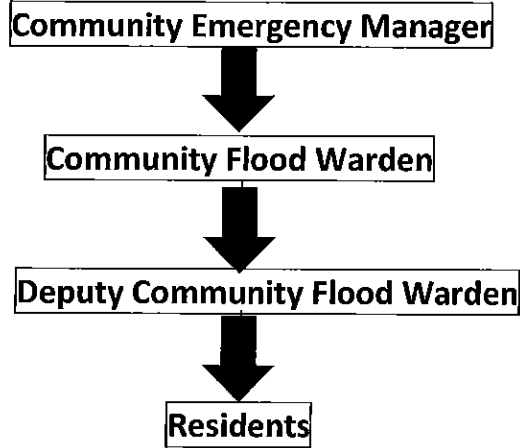 Community Emergency Manager
Community Flood Warden
Deputy Community Flood Warden
Residents